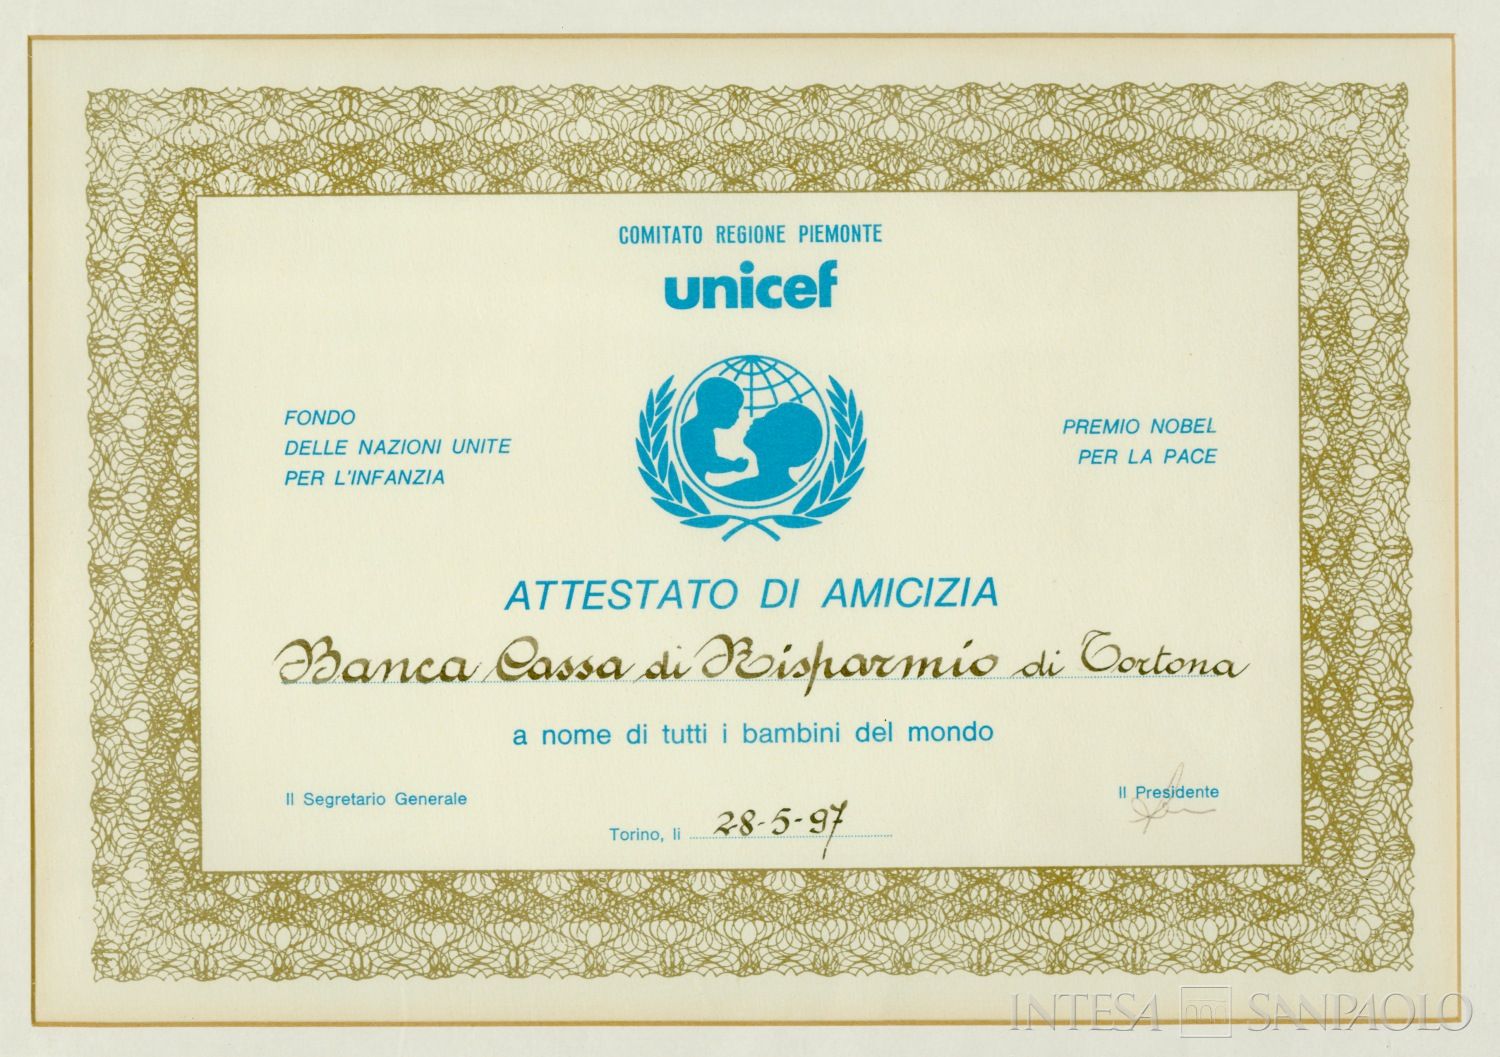 COMITATO REGIONE PIEMONTE
unicef
FONDO
DELLE NAZIONI UNITE
PER L'INFANZIA
PREMIO NOBEL
PER LA PACE
ATTESTATO DI AMICIZIA
Banca Cassa di Risparmio di Tortona
a nome di tutti i bambini del mondo
Il Segretario Generale
Il Presidente
Torino, li 28-5-97
INTESA SANPAOLO